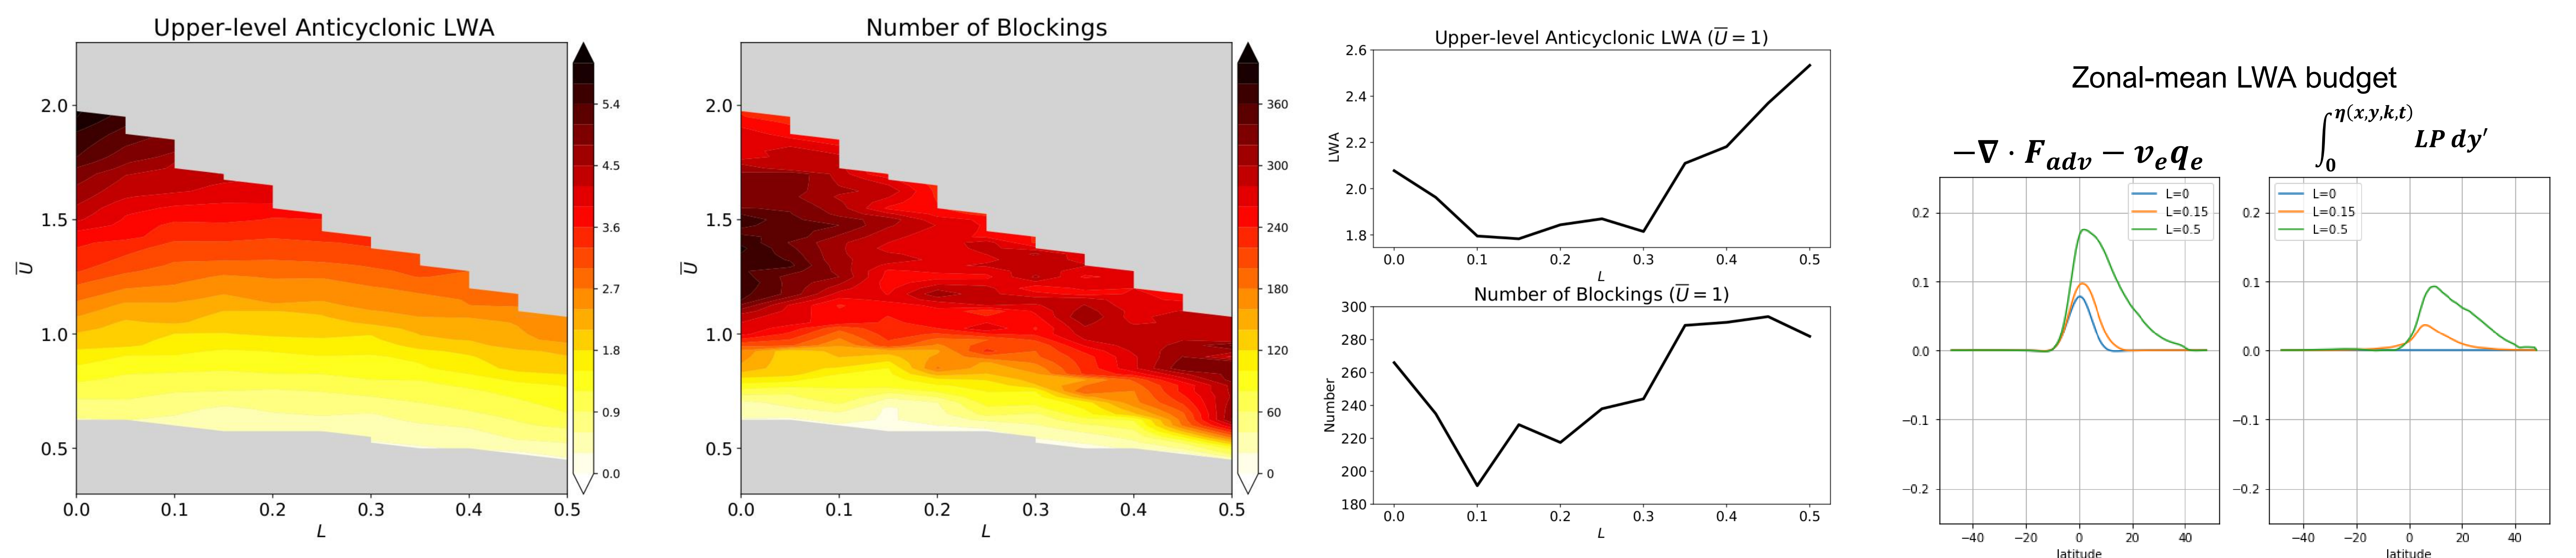 Upper-level Anticyclonic LWA
2.0
1.5
1.0
0.5
U̅
0.0 0.1 0.2 0.3 0.4 0.5
L
5.4
4.5
3.6
2.7
1.8
0.9
0.0
Number of Blockings
2.0
1.5
1.0
0.5
U̅
0.0 0.1 0.2 0.3 0.4 0.5
L
360
300
240
180
120
60
0
Upper-level Anticyclonic LWA (U̅ = 1)
2.6
2.4
2.2
2.0
1.8
LWA
0.0 0.1 0.2 0.3 0.4 0.5
L
Number of Blockings (U̅ = 1)
300
280
260
240
220
200
180
Number
0.0 0.1 0.2 0.3 0.4 0.5
L
Zonal-mean LWA budget
−∇ · F_adv − v_e q_e
∫_0^{η(x,y,k,t)} LP dy′
L=0
L=0.15
L=0.5
0.2
0.1
0.0
−0.1
−0.2
−40 −20 0 20 40
latitude
L=0
L=0.15
L=0.5
0.2
0.1
0.0
−0.1
−0.2
−40 −20 0 20 40
latitude